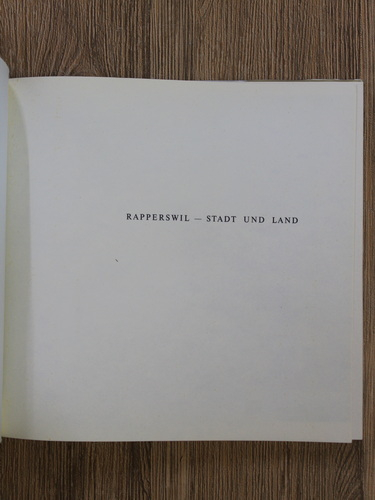 RAPPERSWIL — STADT UND LAND